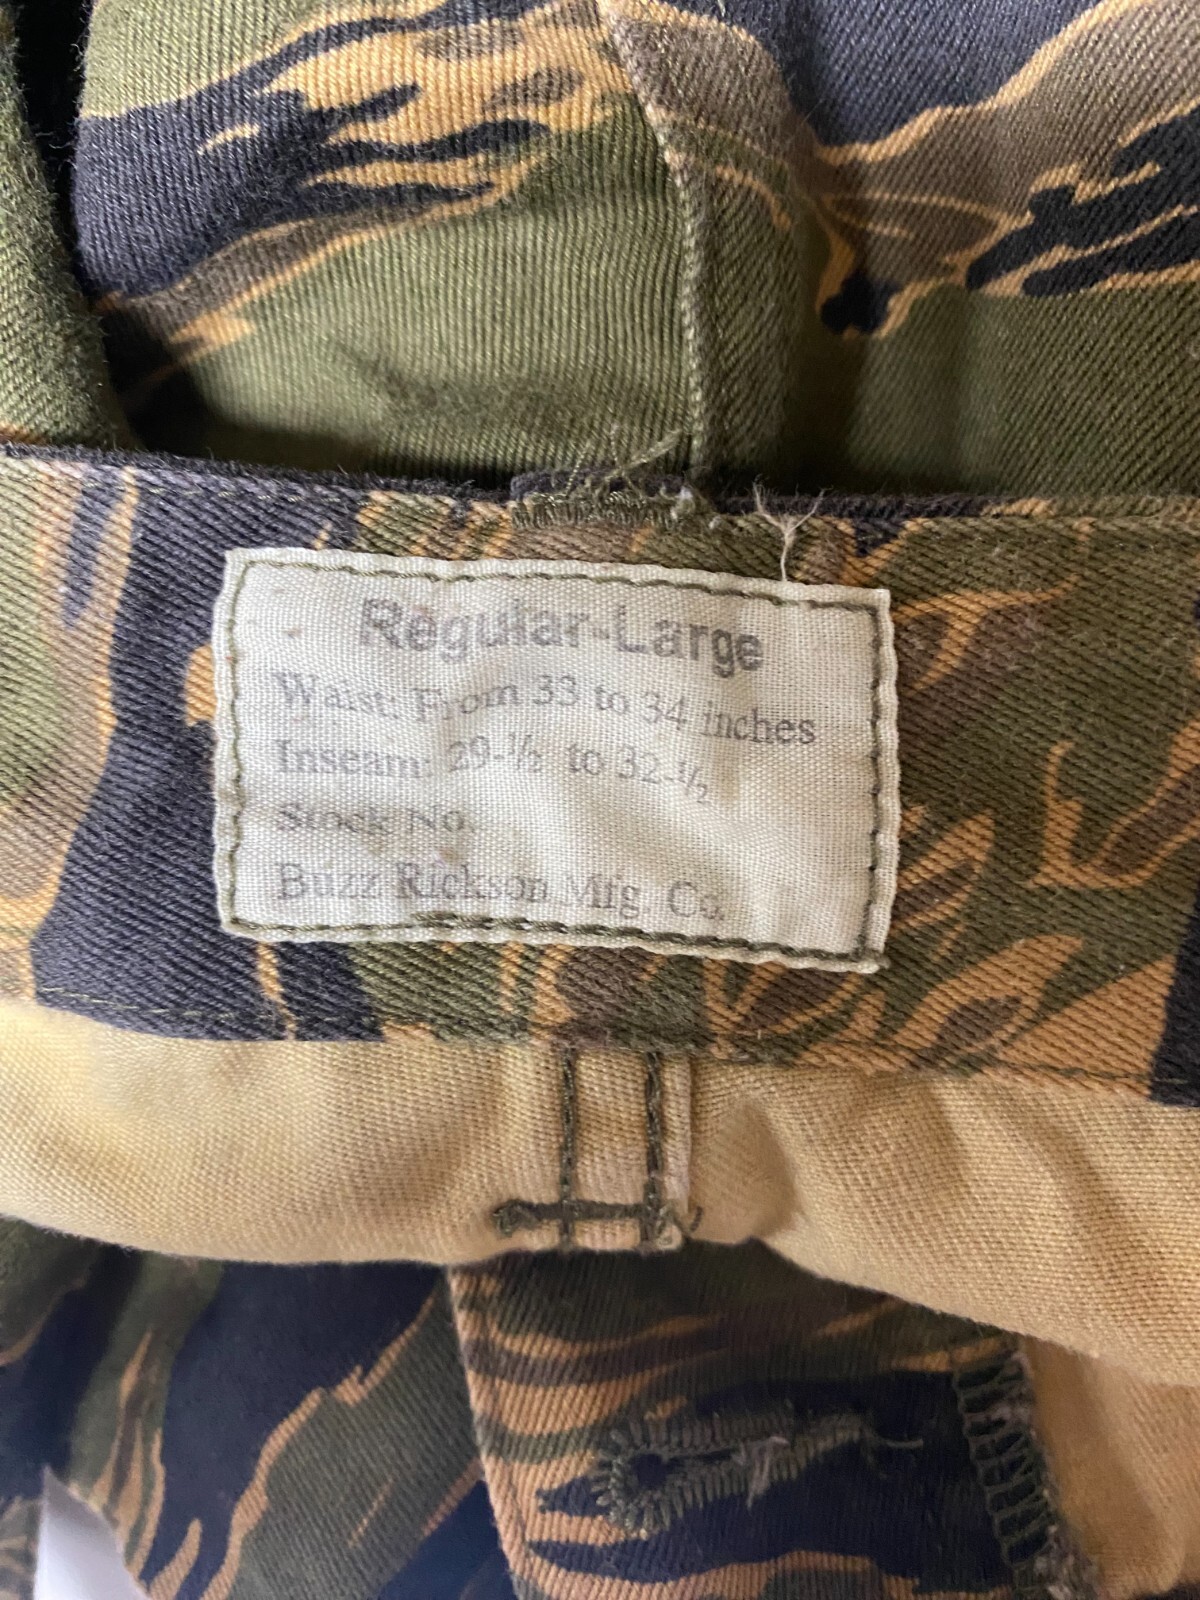 Regular-Large
Waist: From 33 to 34 inches
Inseam: 29-½ to 32-½
Stock No.
Buzz Rickson Mfg. Co.